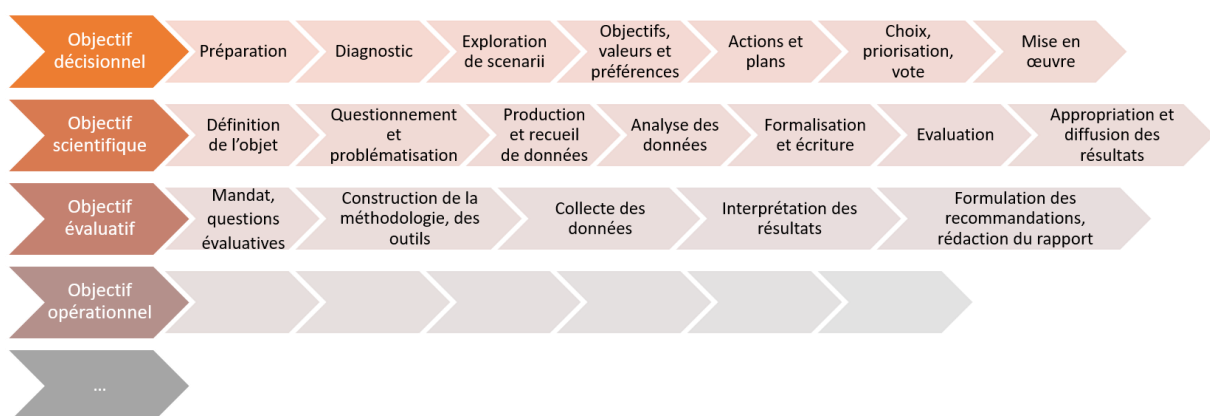 Objectif
décisionnel
Préparation
Diagnostic
Exploration
de scenarii
Objectifs,
valeurs et
préférences
Actions et
plans
Choix,
priorisation,
vote
Mise en
œuvre
Objectif
scientifique
Définition
de l’objet
Questionnement
et
problématisation
Production
et recueil
de données
Analyse des
données
Formalisation
et écriture
Evaluation
Appropriation et
diffusion des
résultats
Objectif
évaluatif
Mandat,
questions
évaluatives
Construction de la
méthodologie, des
outils
Collecte des
données
Interprétation des
résultats
Formulation des
recommandations,
rédaction du rapport
Objectif
opérationnel
...